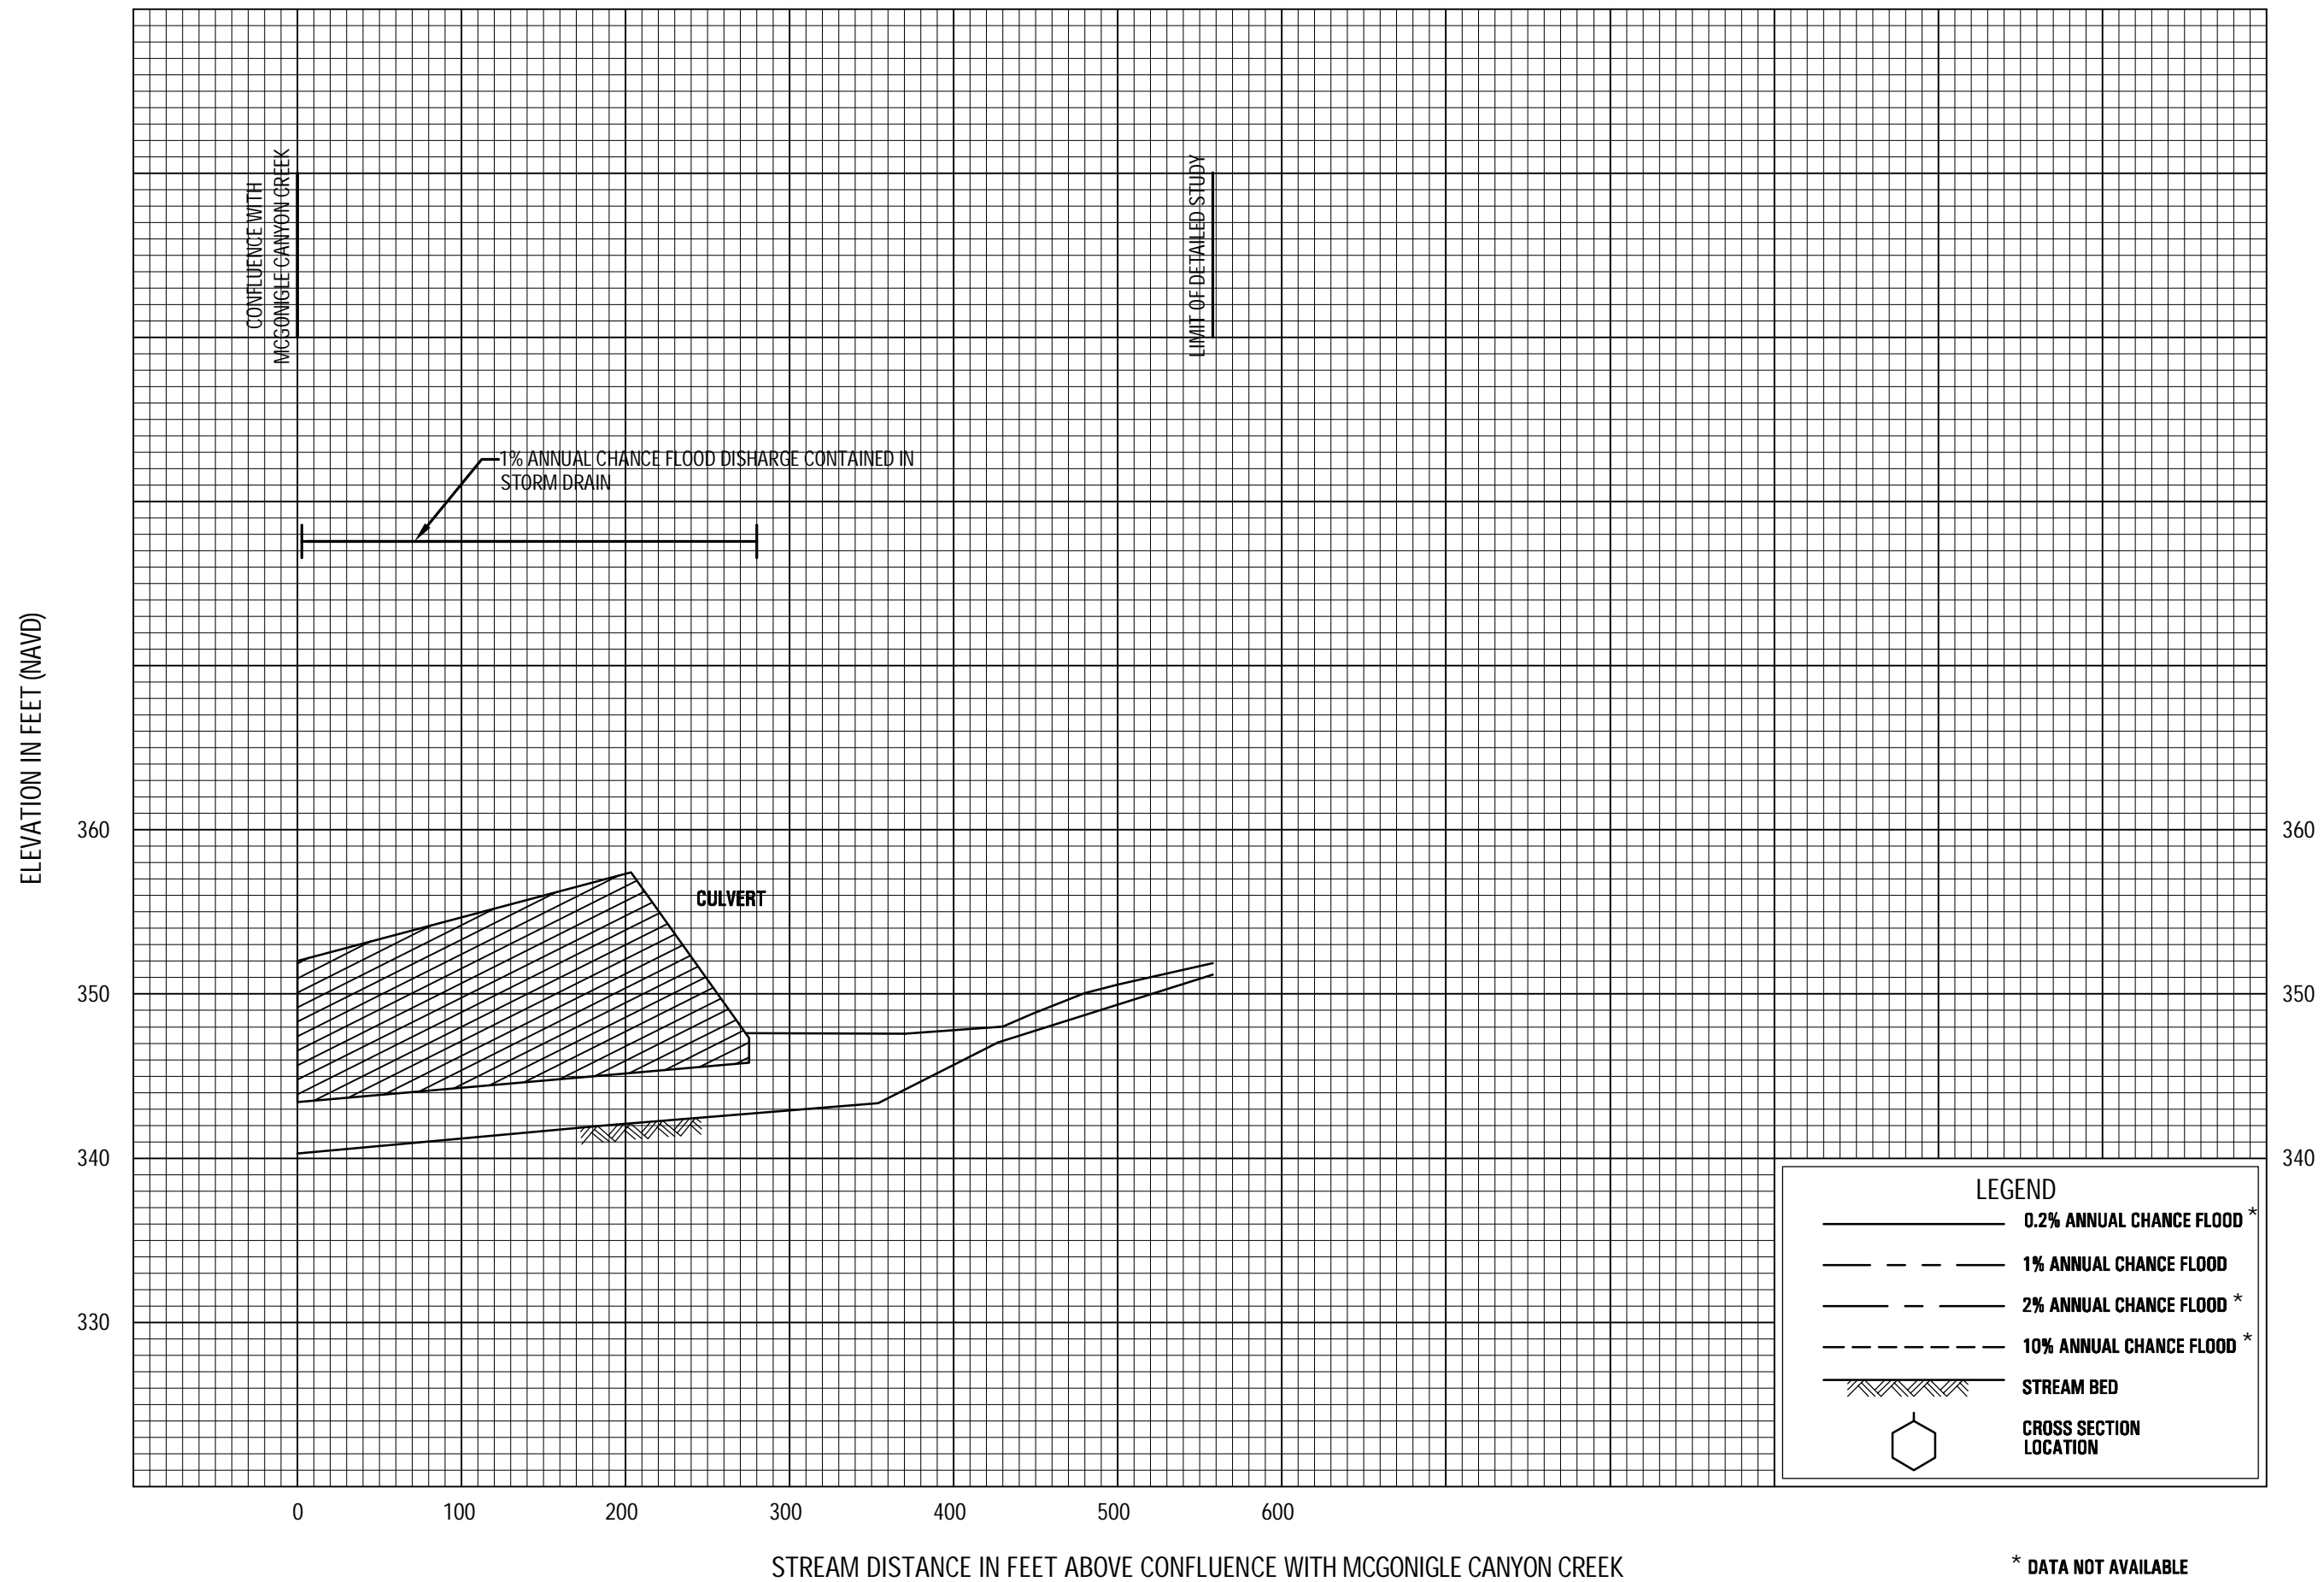 CONFLUENCE WITH
MCGONIGLE CANYON CREEK
LIMIT OF DETAILED STUDY
1% ANNUAL CHANCE FLOOD DISHARGE CONTAINED IN
STORM DRAIN
ELEVATION IN FEET (NAVD)
360
360
CULVERT
350
350
340
340
330
LEGEND
0.2% ANNUAL CHANCE FLOOD *
1% ANNUAL CHANCE FLOOD
2% ANNUAL CHANCE FLOOD *
10% ANNUAL CHANCE FLOOD *
STREAM BED
CROSS SECTION
LOCATION
0 100 200 300 400 500 600
STREAM DISTANCE IN FEET ABOVE CONFLUENCE WITH MCGONIGLE CANYON CREEK
* DATA NOT AVAILABLE